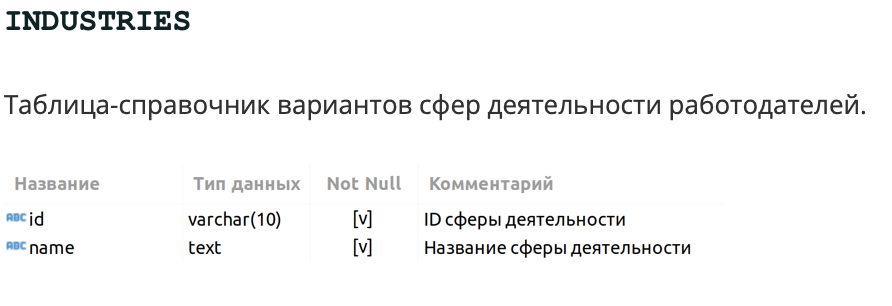 INDUSTRIES
Таблица-справочник вариантов сфер деятельности работодателей.
Название Тип данных Not Null Комментарий
ABC id varchar(10) [v] ID сферы деятельности
ABC name text [v] Название сферы деятельности